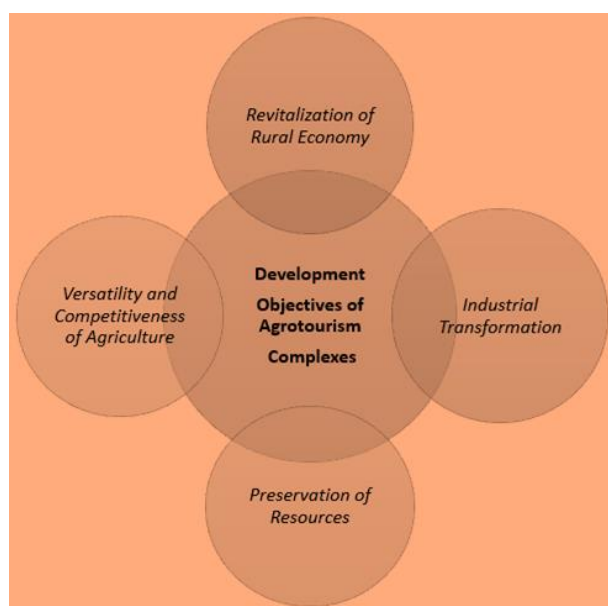 Revitalization of
Rural Economy
Versatility and
Competitiveness
of Agriculture
Development
Objectives of
Agrotourism
Complexes
Industrial
Transformation
Preservation of
Resources